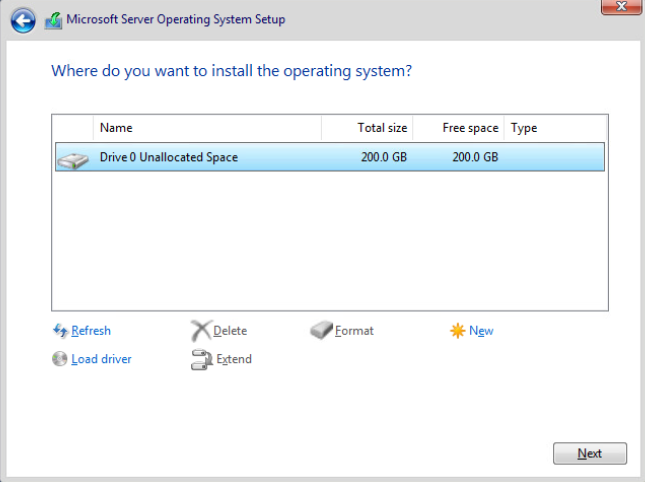 Microsoft Server Operating System Setup
Where do you want to install the operating system?
Name Total size Free space Type
Drive 0 Unallocated Space 200.0 GB 200.0 GB
Refresh Delete Format New
Load driver Extend
Next